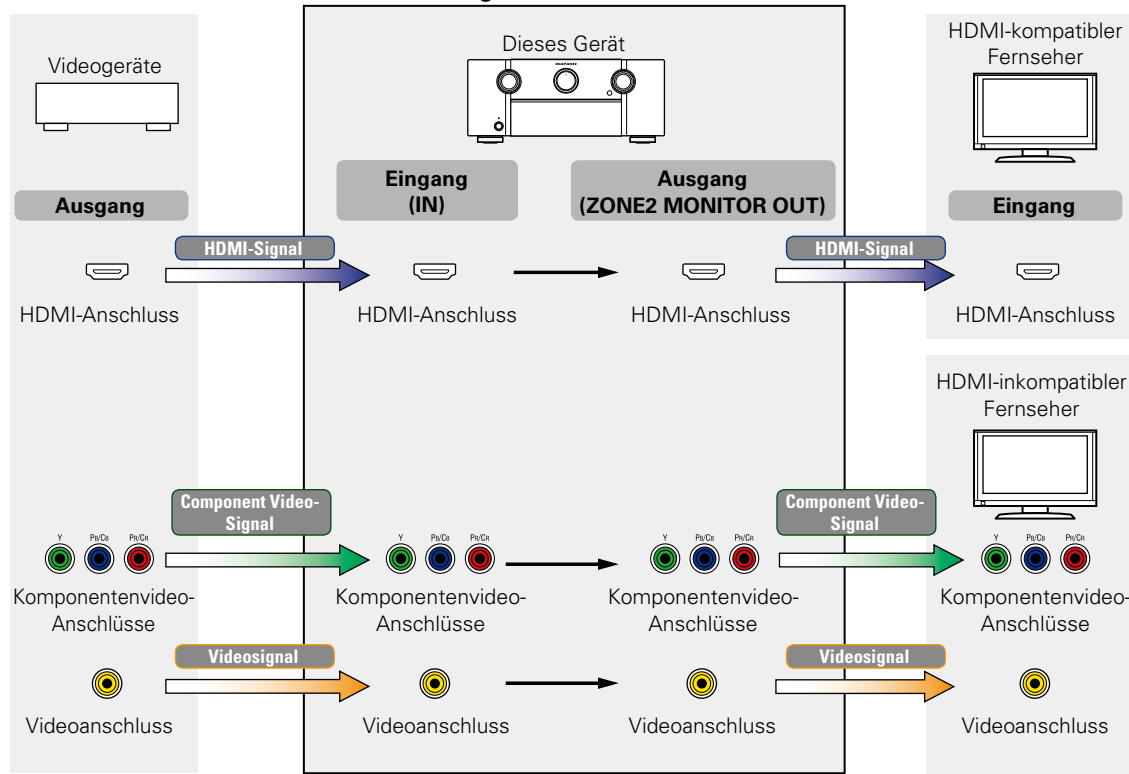 Videogeräte
Dieses Gerät
marantz
HDMI-kompatibler
Fernseher
Ausgang
Eingang
(IN)
Ausgang
(ZONE2 MONITOR OUT)
Eingang
HDMI-Signal
HDMI-Signal
HDMI-Anschluss
HDMI-Anschluss
HDMI-Anschluss
HDMI-Anschluss
HDMI-inkompatibler
Fernseher
Component Video-
Signal
Component Video-
Signal
Y PB/CB PR/CR
Y PB/CB PR/CR
Y PB/CB PR/CR
Y PB/CB PR/CR
Komponentenvideo-
Anschlüsse
Komponentenvideo-
Anschlüsse
Komponentenvideo-
Anschlüsse
Komponentenvideo-
Anschlüsse
Videosignal
Videosignal
Videoanschluss
Videoanschluss
Videoanschluss
Videoanschluss